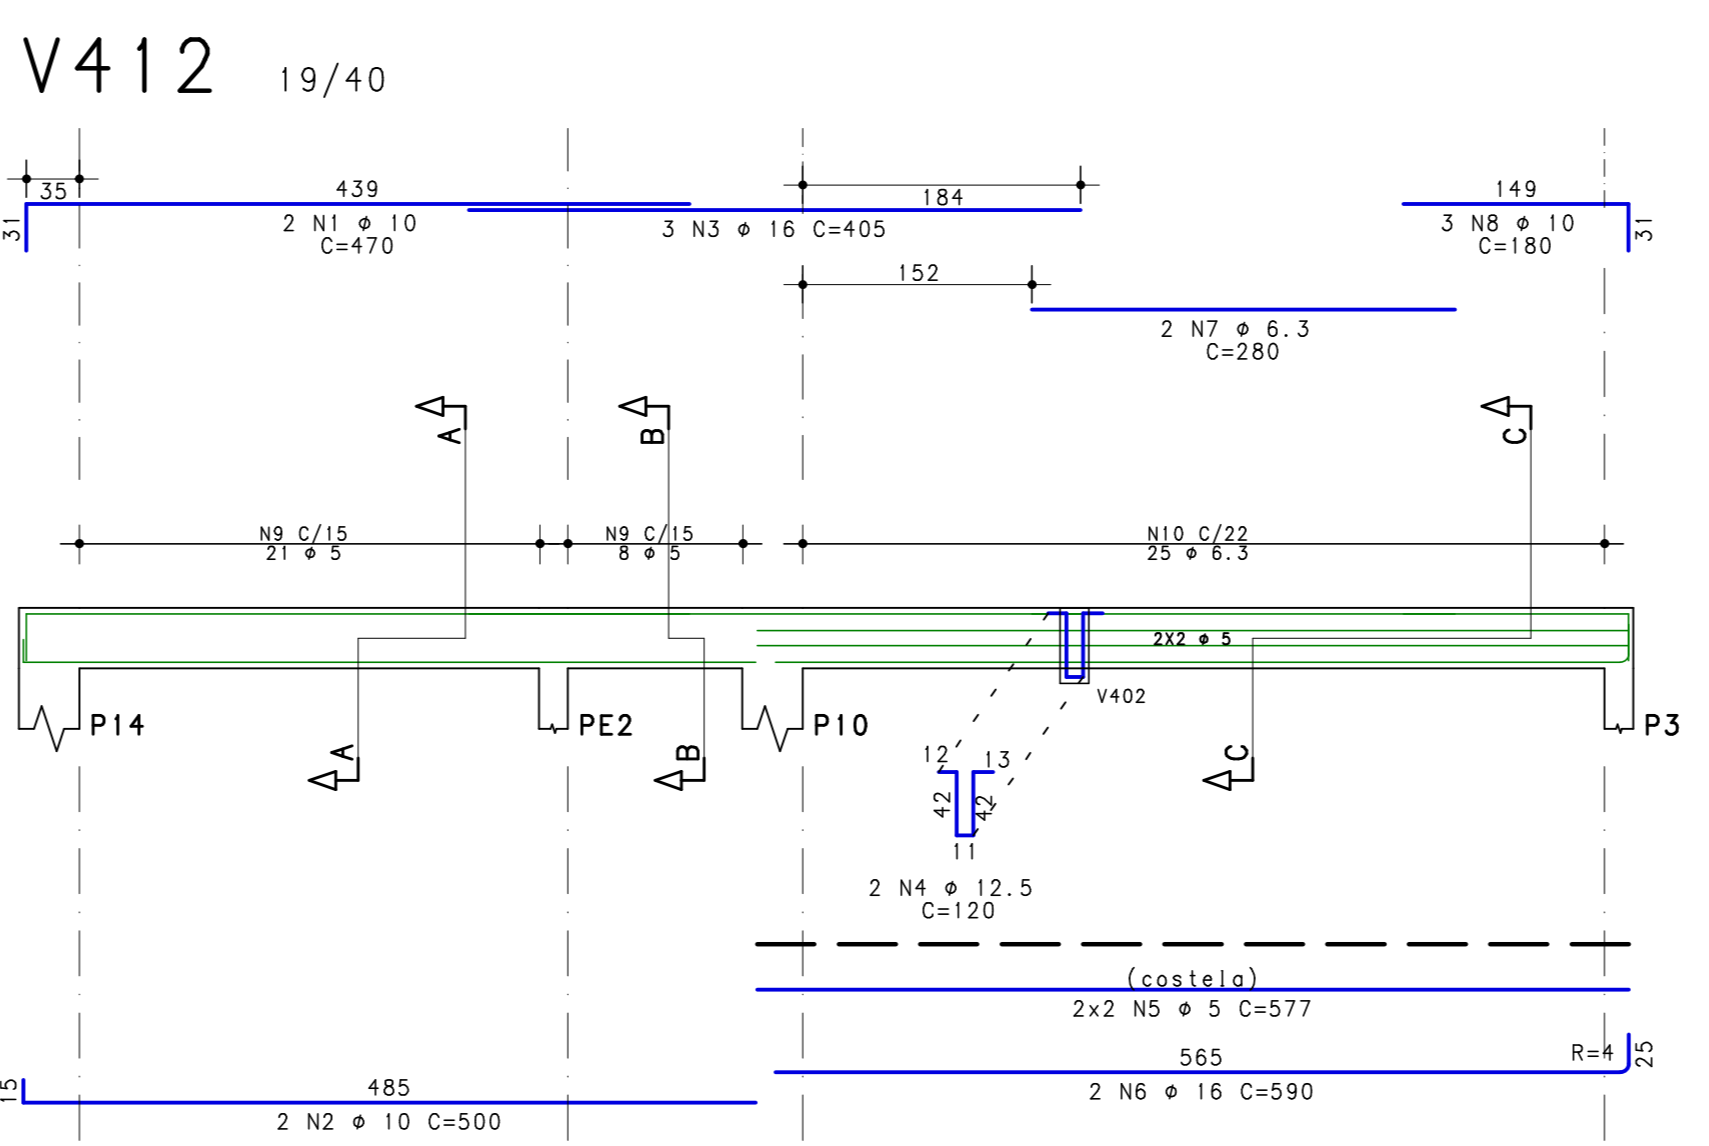 V412 19/40
35
439
184
149
31
2 N1 ø 10
C=470
3 N3 ø 16 C=405
3 N8 ø 10
C=180
31
152
2 N7 ø 6.3
C=280
A
B
C
N9 C/15
21 ø 5
N9 C/15
8 ø 5
N10 C/22
25 ø 6.3
2X2 ø 5
V402
P14
PE2
P10
P3
A
B
C
12
13
42
42
11
2 N4 ø 12.5
C=120
(costela)
2x2 N5 ø 5 C=577
565
R=4
25
2 N6 ø 16 C=590
15
485
2 N2 ø 10 C=500